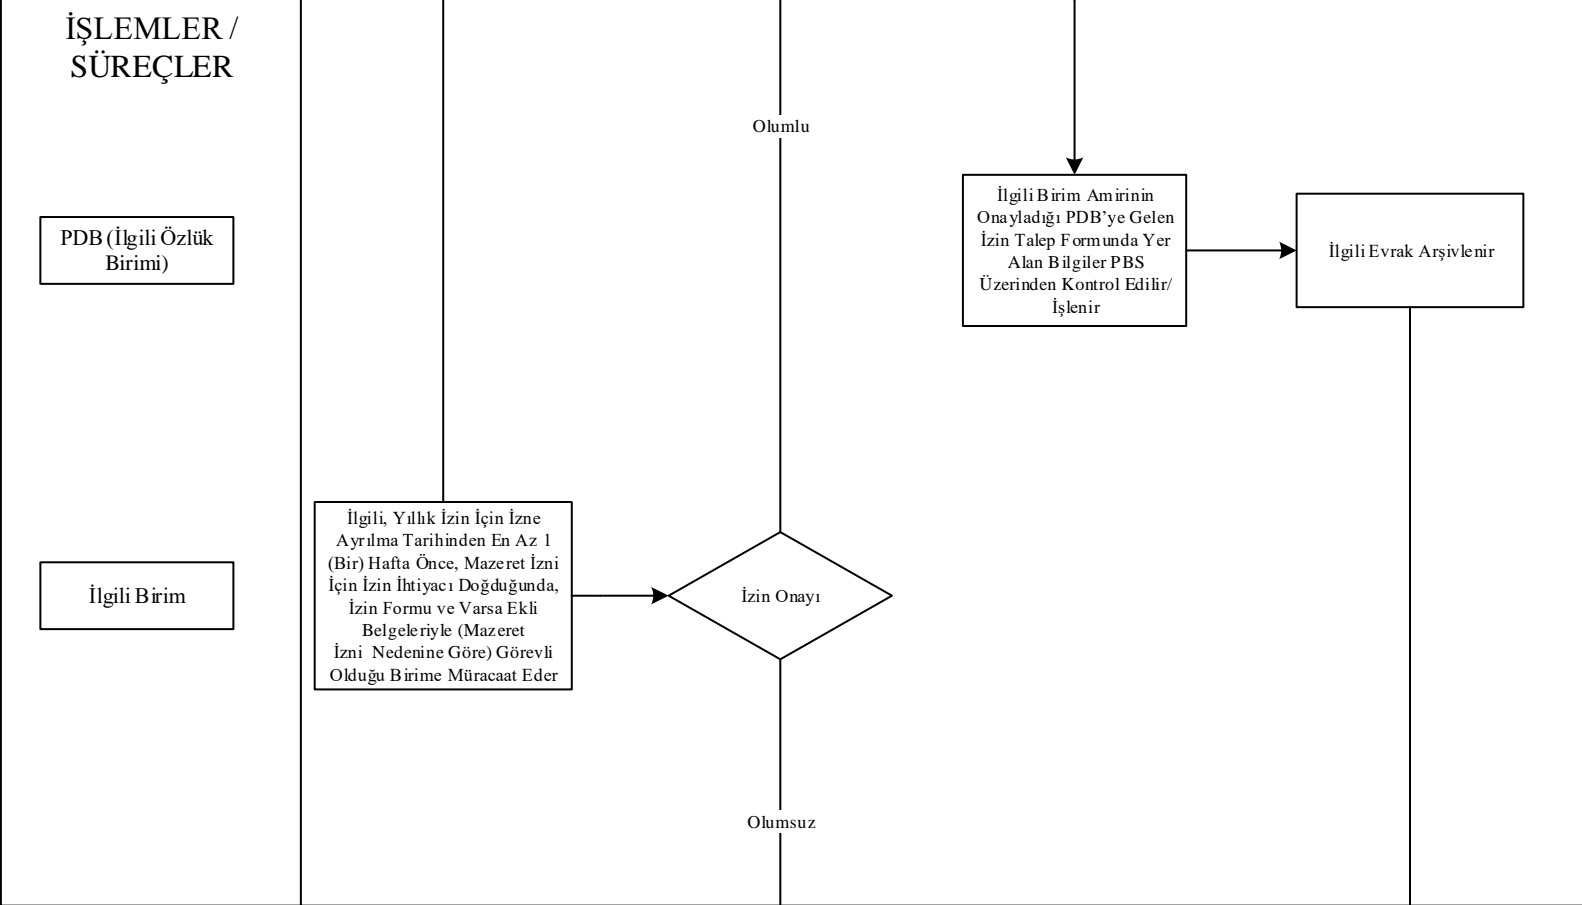 İŞLEMLER /
SÜREÇLER
Olumlu
PDB (İlgili Özlük
Birimi)
İlgili Birim Amirinin
Onayladığı PDB’ye Gelen
İzin Talep Formunda Yer
Alan Bilgiler PBS
Üzerinden Kontrol Edilir/
İşlenir
İlgili Evrak Arşivlenir
İlgili Birim
İlgili, Yıllık İzin İçin İzne
Ayrılma Tarihinden En Az 1
(Bir) Hafta Önce, Mazeret İzni
İçin İzin İhtiyacı Doğduğunda,
İzin Formu ve Varsa Ekli
Belgeleriyle (Mazeret
İzni Nedenine Göre) Görevli
Olduğu Birime Müracaat Eder
İzin Onayı
Olumsuz